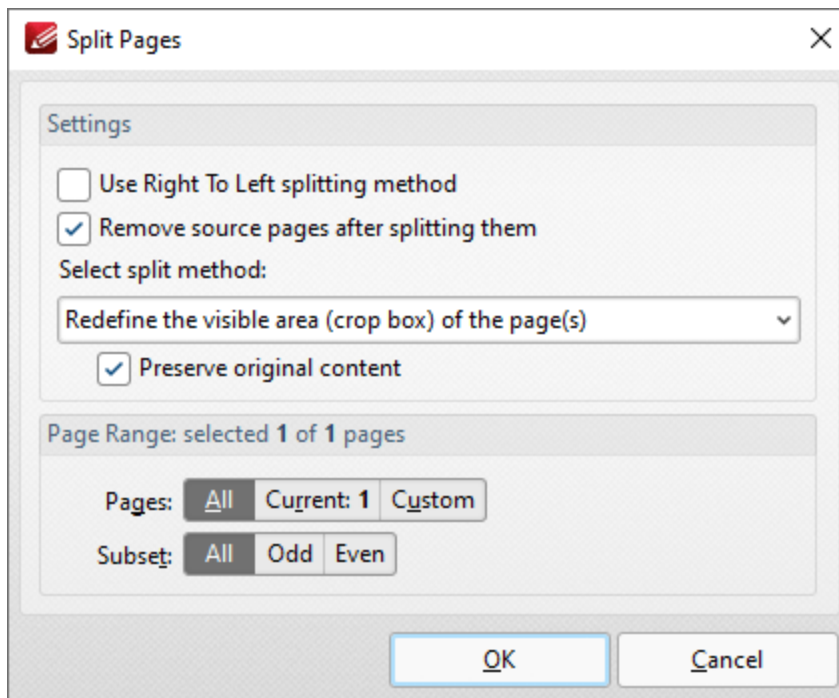 Split Pages
Settings
Use Right To Left splitting method
Remove source pages after splitting them
Select split method:
Redefine the visible area (crop box) of the page(s)
Preserve original content
Page Range: selected 1 of 1 pages
Pages: All Current: 1 Custom
Subset: All Odd Even
OK Cancel